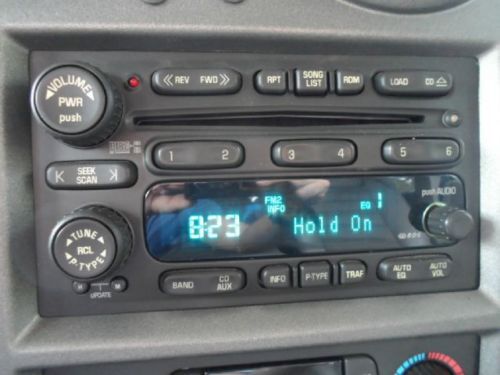 VOLUME
PWR
push
REV FWD
RPT
SONG LIST
RDM
LOAD
CD
1 2
3 4
5 6
SEEK
SCAN
TUNE
RCL
P-TYPE
H M
UPDATE
FM2
INFO
8:23
Hold On
EQ 1
push AUDIO
BAND
CD AUX
INFO
P-TYPE
TRAF
AUTO EQ
AUTO VOL